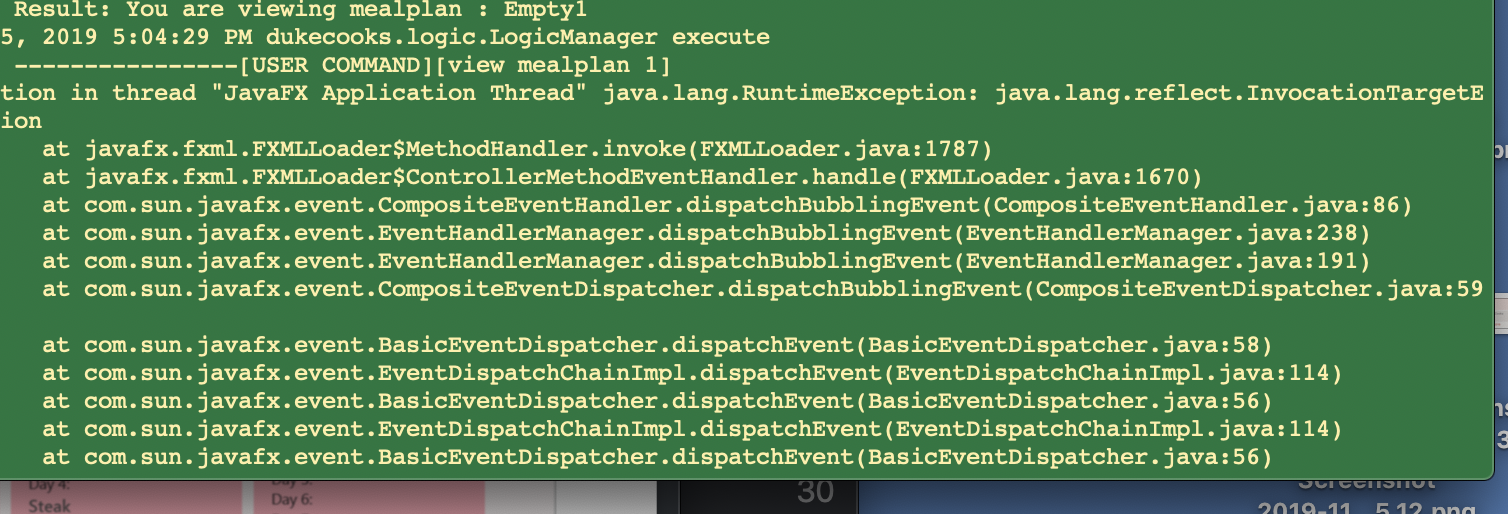 Result: You are viewing mealplan : Empty1
5, 2019 5:04:29 PM dukecooks.logic.LogicManager execute
----------------[USER COMMAND][view mealplan 1]
tion in thread "JavaFX Application Thread" java.lang.RuntimeException: java.lang.reflect.InvocationTargetE
ion
at javafx.fxml.FXMLLoader$MethodHandler.invoke(FXMLLoader.java:1787)
at javafx.fxml.FXMLLoader$ControllerMethodEventHandler.handle(FXMLLoader.java:1670)
at com.sun.javafx.event.CompositeEventHandler.dispatchBubblingEvent(CompositeEventHandler.java:86)
at com.sun.javafx.event.EventHandlerManager.dispatchBubblingEvent(EventHandlerManager.java:238)
at com.sun.javafx.event.EventHandlerManager.dispatchBubblingEvent(EventHandlerManager.java:191)
at com.sun.javafx.event.CompositeEventDispatcher.dispatchBubblingEvent(CompositeEventDispatcher.java:59
at com.sun.javafx.event.BasicEventDispatcher.dispatchEvent(BasicEventDispatcher.java:58)
at com.sun.javafx.event.EventDispatchChainImpl.dispatchEvent(EventDispatchChainImpl.java:114)
at com.sun.javafx.event.BasicEventDispatcher.dispatchEvent(BasicEventDispatcher.java:56)
at com.sun.javafx.event.EventDispatchChainImpl.dispatchEvent(EventDispatchChainImpl.java:114)
at com.sun.javafx.event.BasicEventDispatcher.dispatchEvent(BasicEventDispatcher.java:56)
Day 4:
Steak
Day 6:
30
Screenshot
2019-11...5.12.png